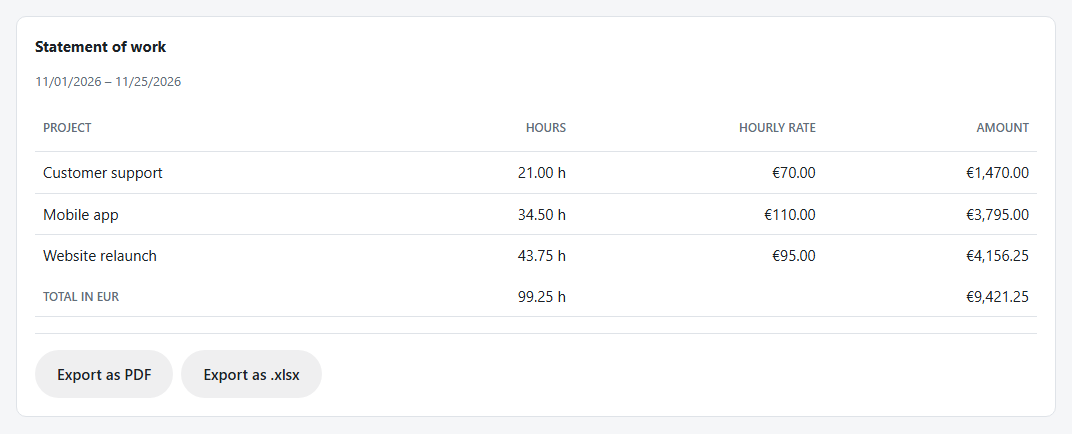 Statement of work
11/01/2026 – 11/25/2026
PROJECT HOURS HOURLY RATE AMOUNT
Customer support 21.00 h €70.00 €1,470.00
Mobile app 34.50 h €110.00 €3,795.00
Website relaunch 43.75 h €95.00 €4,156.25
TOTAL IN EUR 99.25 h €9,421.25
Export as PDF Export as .xlsx